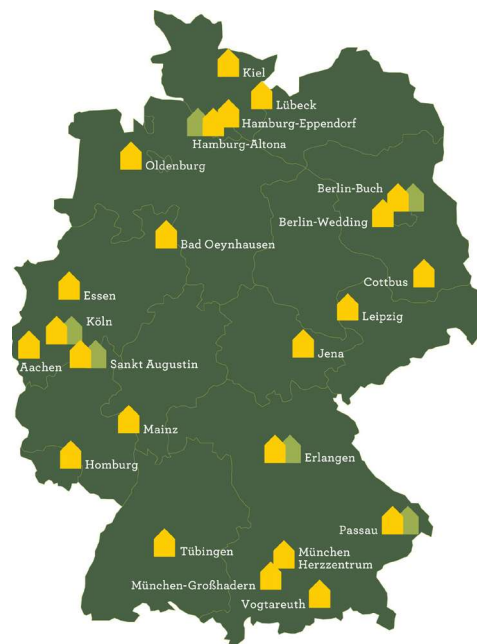 Kiel
Lübeck
Hamburg-Eppendorf
Hamburg-Altona
Oldenburg
Berlin-Buch
Berlin-Wedding
Bad Oeynhausen
Cottbus
Essen
Leipzig
Köln
Jena
Aachen
Sankt Augustin
Mainz
Homburg
Erlangen
Passau
Tübingen
München
Herzzentrum
München-Großhadern
Vogtareuth